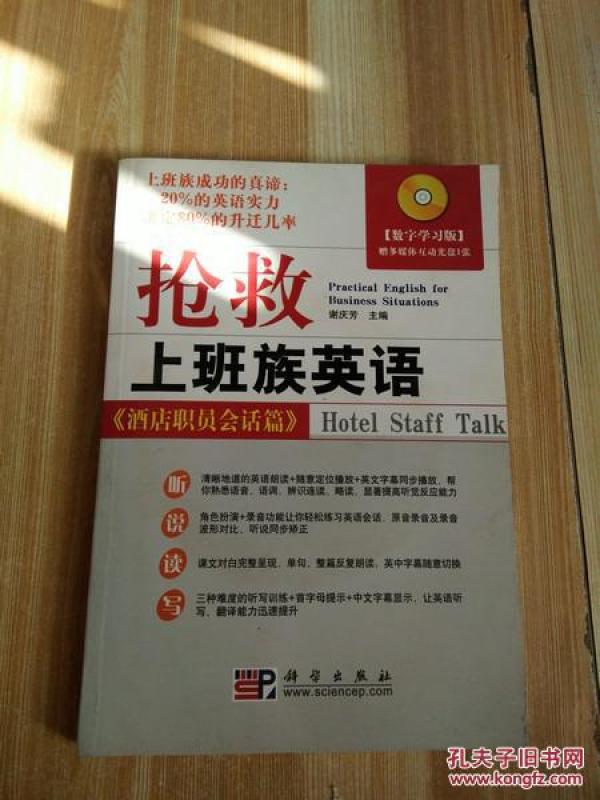 上班族成功的真谛：
20%的英语实力
决定80%的升迁几率
【数字学习版】
赠多媒体互动光盘1张
抢救
Practical English for
Business Situations
谢庆芳 主编
上班族英语
《酒店职员会话篇》
Hotel Staff Talk
听
清晰地道的英语朗读+随意定位播放+英文字幕同步播放，帮
你熟悉语音、语调，辨识连读、略读，显著提高听觉反应能力
说
角色扮演+录音功能让你轻松练习英语会话，原音录音及录音
波形对比，听说同步矫正
读
课文对白完整呈现，单句、整篇反复朗读，英中字幕随意切换
写
三种难度的听写训练+首字母提示+中文字幕显示，让英语听
写、翻译能力迅速提升
SP
科学出版社
www.sciencep.com
孔夫子旧书网
www.kongfz.com